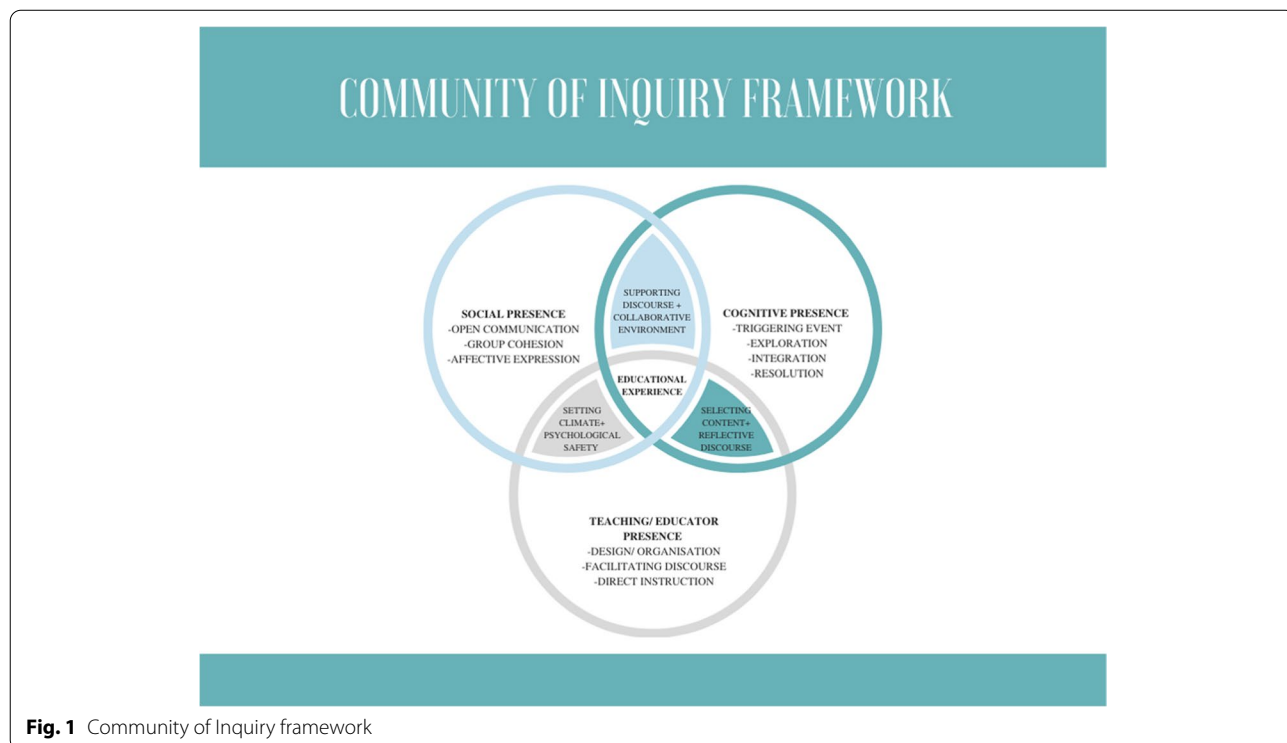 COMMUNITY OF INQUIRY FRAMEWORK
SUPPORTING
DISCOURSE +
COLLABORATIVE
ENVIRONMENT
SOCIAL PRESENCE
-OPEN COMMUNICATION
-GROUP COHESION
-AFFECTIVE EXPRESSION
COGNITIVE PRESENCE
-TRIGGERING EVENT
-EXPLORATION
-INTEGRATION
-RESOLUTION
EDUCATIONAL
EXPERIENCE
SETTING
CLIMATE+
PSYCHOLOGICAL
SAFETY
SELECTING
CONTENT+
REFLECTIVE
DISCOURSE
TEACHING/ EDUCATOR
PRESENCE
-DESIGN/ ORGANISATION
-FACILITATING DISCOURSE
-DIRECT INSTRUCTION
Fig. 1 Community of Inquiry framework